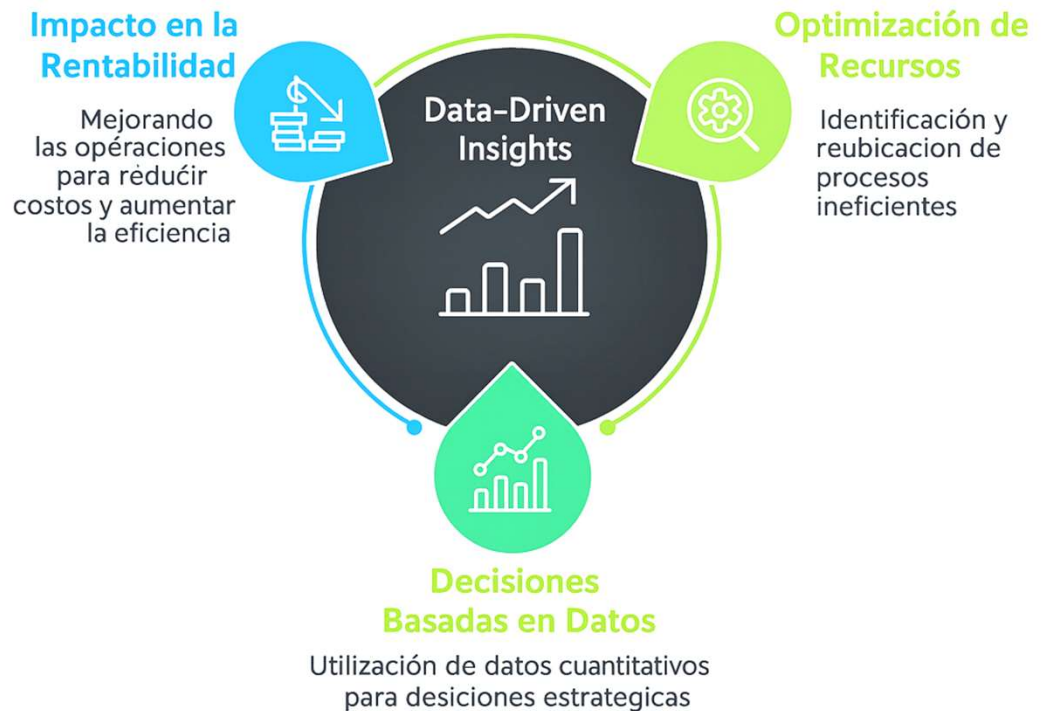 Impacto en la
Rentabilidad
Mejorando
las opéraciones
para rėdućir
costos y aumentar
la eficiencia
Data-Driven
Insights
Optimización de
Recursos
Identificación y
reubicacion de
procesos
ineficientes
Decisiones
Basadas en Datos
Utilización de datos cuantitativos
para desiciones estrategicas